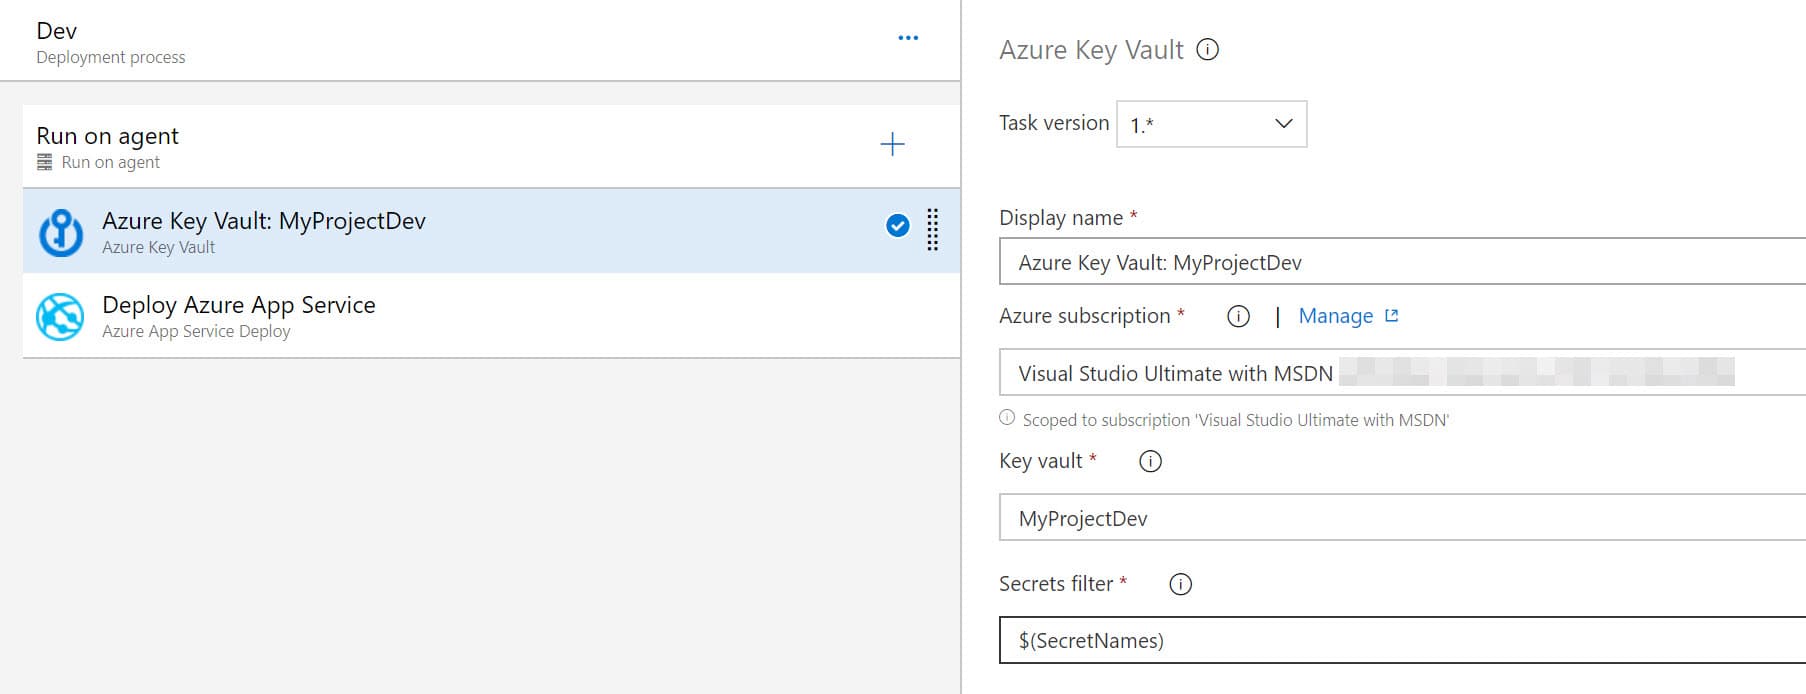 Dev
Deployment process
Run on agent
Run on agent
Azure Key Vault: MyProjectDev
Azure Key Vault
Deploy Azure App Service
Azure App Service Deploy
Azure Key Vault
Task version 1.*
Display name *
Azure Key Vault: MyProjectDev
Azure subscription * | Manage
Visual Studio Ultimate with MSDN
Scoped to subscription 'Visual Studio Ultimate with MSDN'
Key vault *
MyProjectDev
Secrets filter *
$(SecretNames)